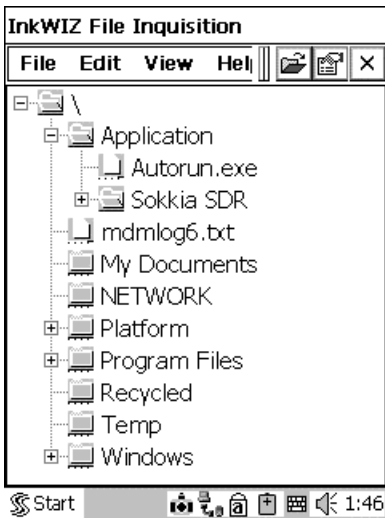 InkWIZ File Inquisition
File Edit View Hel
\
Application
Autorun.exe
Sokkia SDR
mdmlog6.txt
My Documents
NETWORK
Platform
Program Files
Recycled
Temp
Windows
Start a 1:46